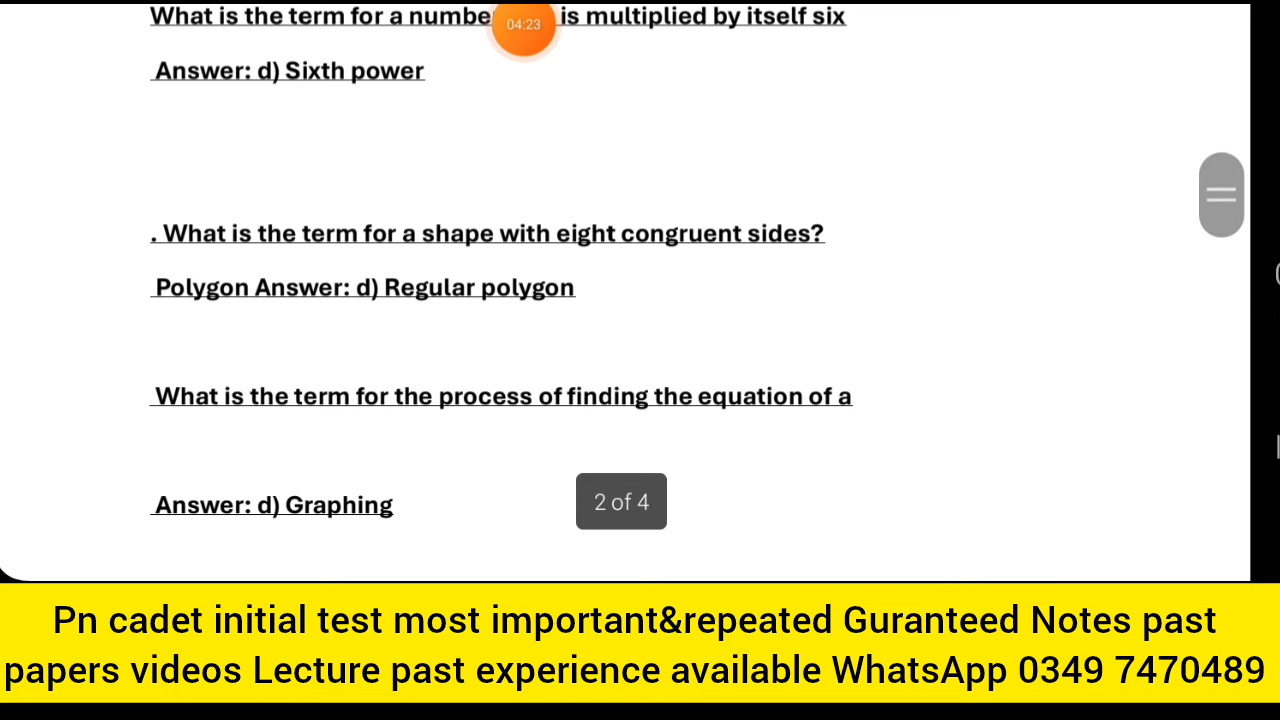 What is the term for a numbe is multiplied by itself six
04:23
Answer: d) Sixth power
. What is the term for a shape with eight congruent sides?
Polygon Answer: d) Regular polygon
What is the term for the process of finding the equation of a
Answer: d) Graphing
2 of 4
Pn cadet initial test most important&repeated Guranteed Notes past
papers videos Lecture past experience available WhatsApp 0349 7470489